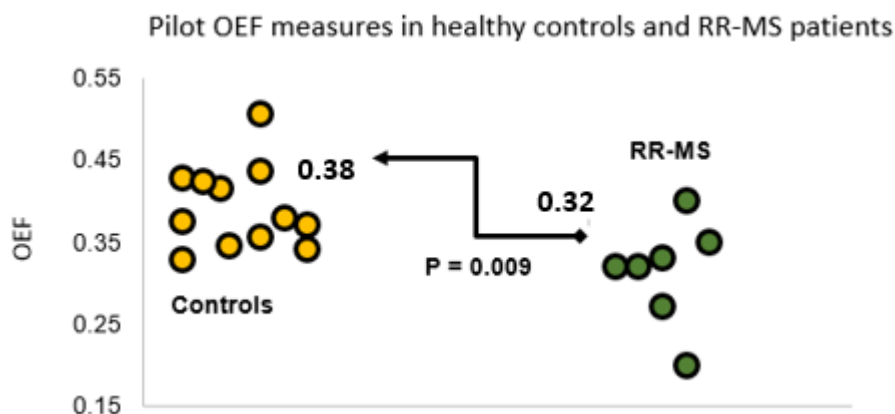 Pilot OEF measures in healthy controls and RR-MS patients
0.55
0.45
0.35
0.25
0.15
OEF
0.38
Controls
0.32
P = 0.009
RR-MS